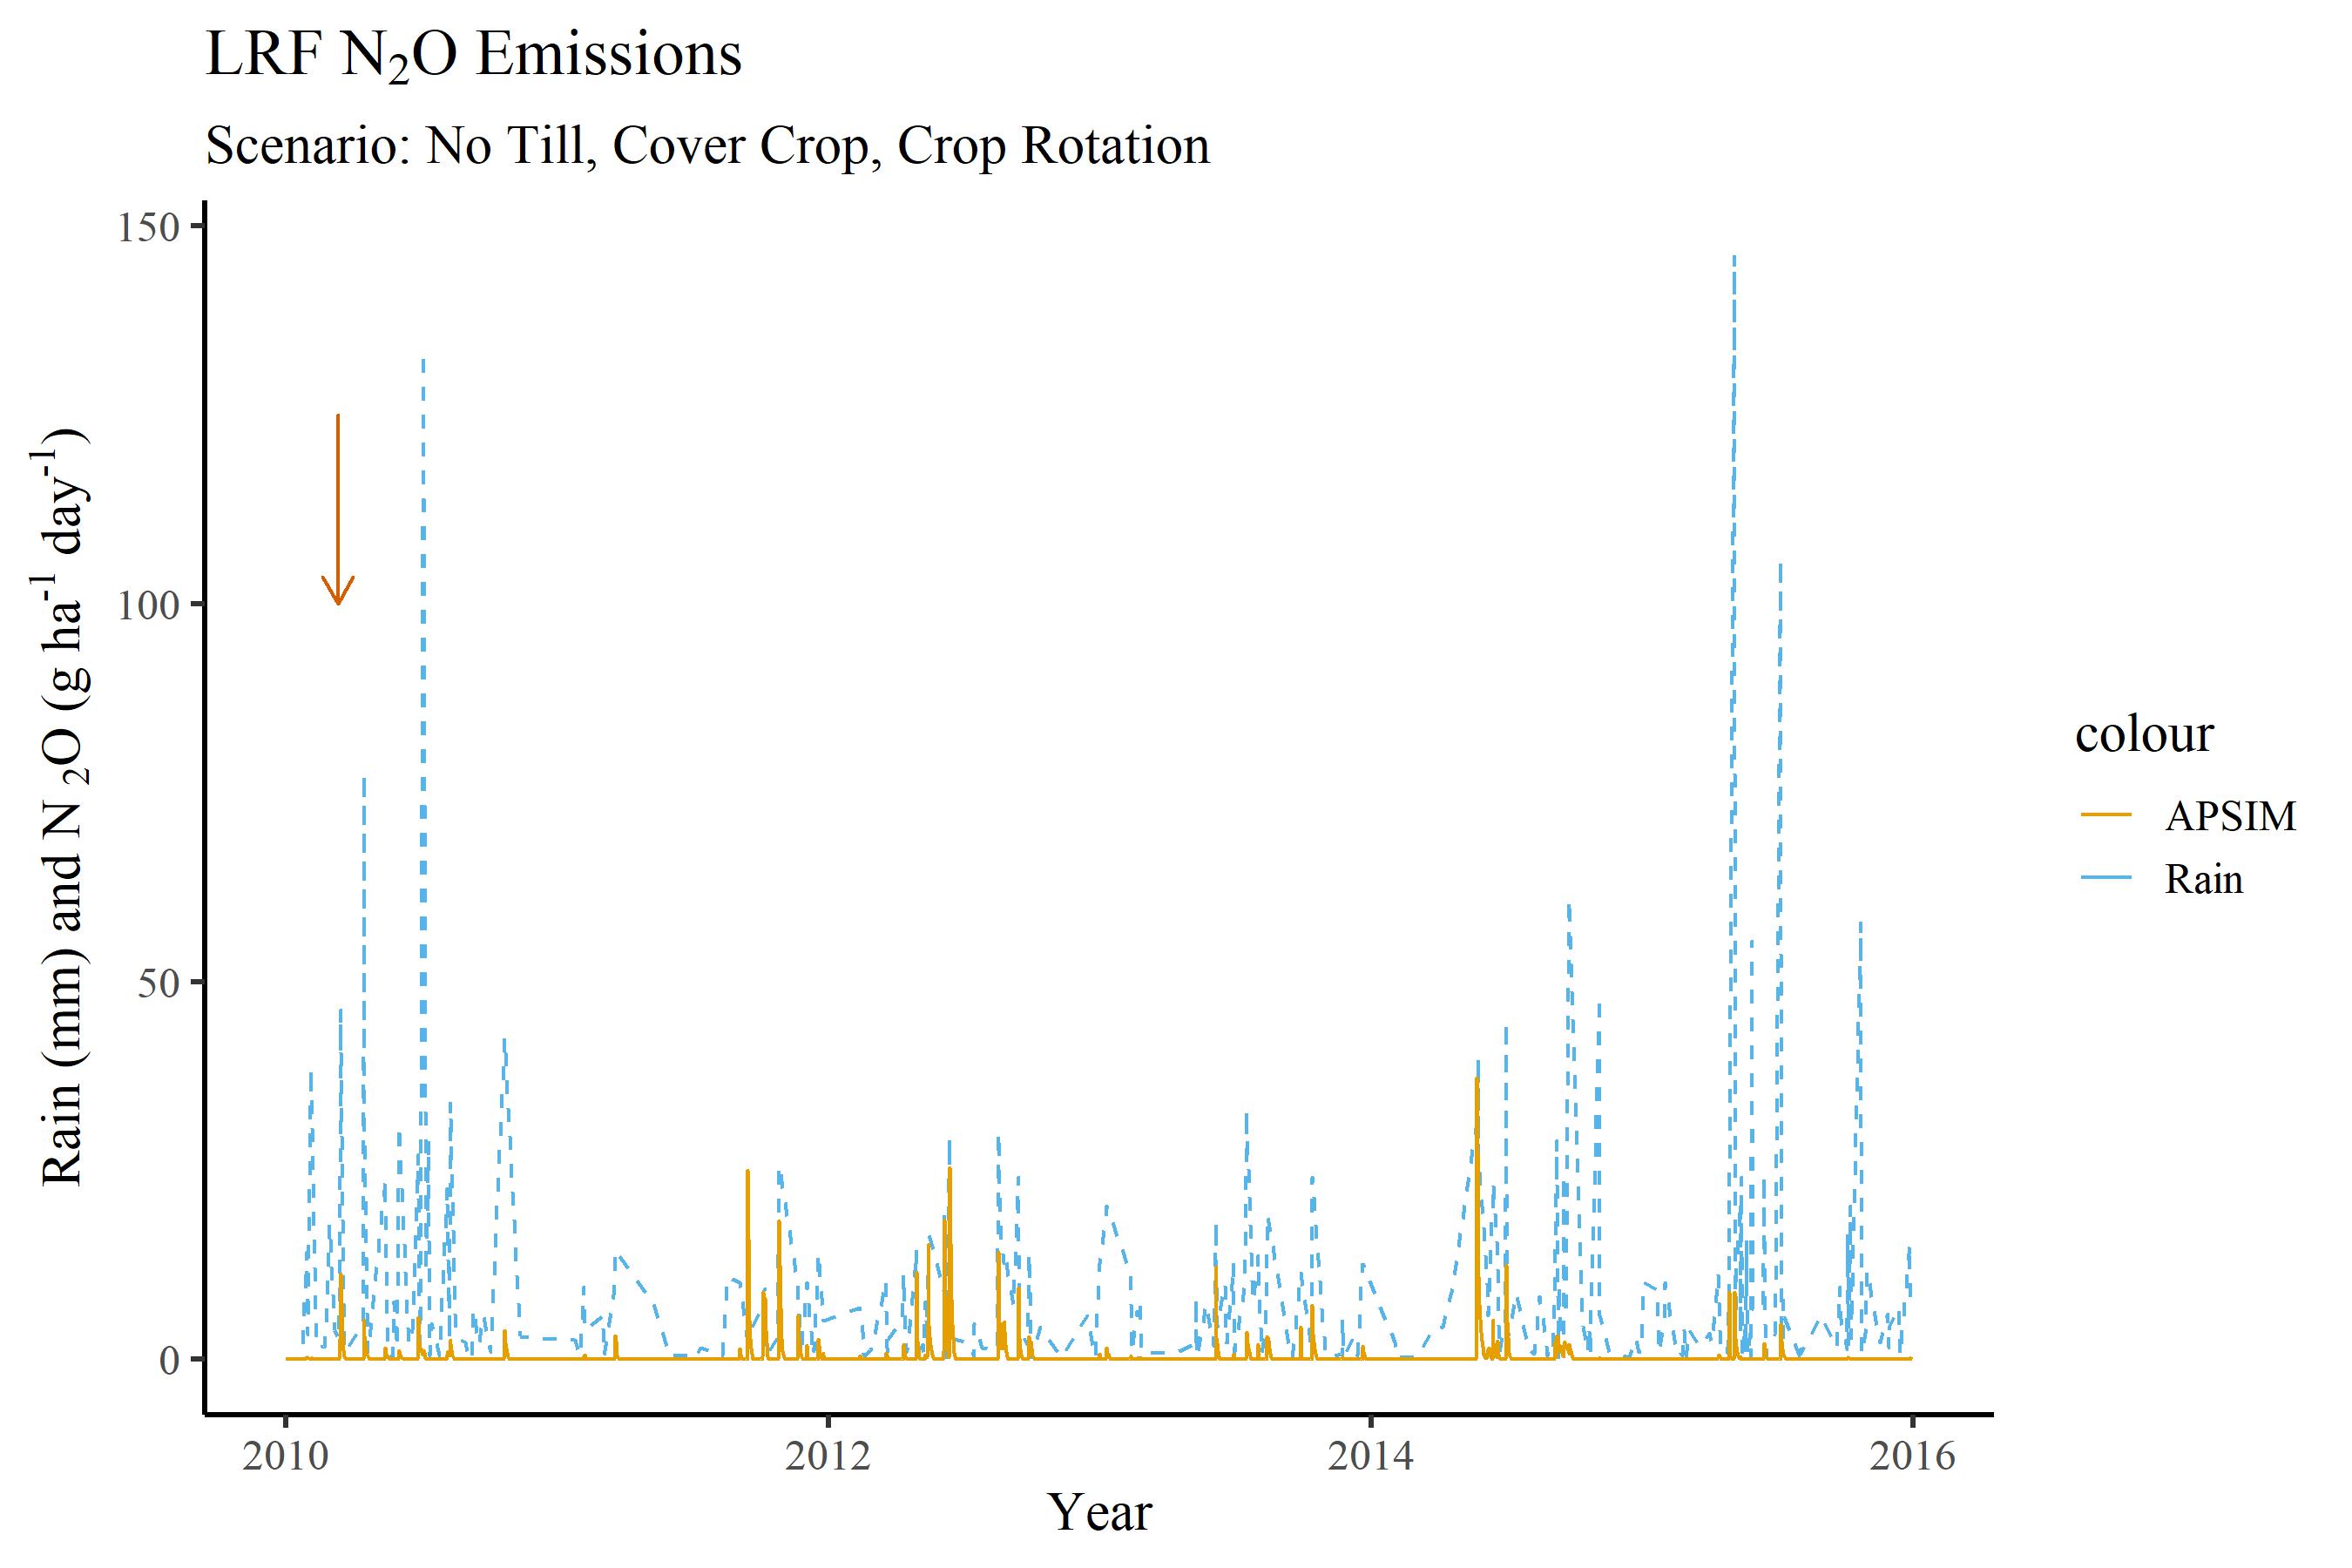 LRF N₂O Emissions
Scenario: No Till, Cover Crop, Crop Rotation
Rain (mm) and N ₂O (g ha⁻¹ day⁻¹)
150
100
50
0
2010 2012 2014 2016
Year
colour
APSIM
Rain